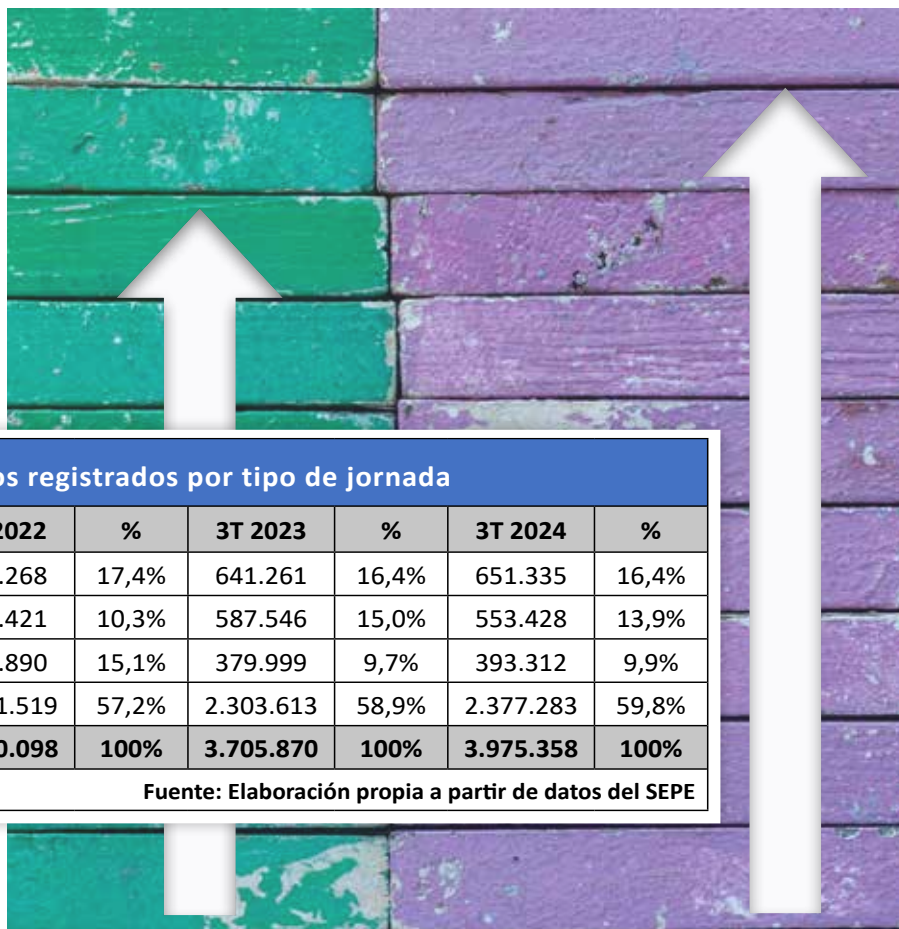 os registrados por tipo de jornada
2022 % 3T 2023 % 3T 2024 %
.268 17,4% 641.261 16,4% 651.335 16,4%
.421 10,3% 587.546 15,0% 553.428 13,9%
.890 15,1% 379.999 9,7% 393.312 9,9%
1.519 57,2% 2.303.613 58,9% 2.377.283 59,8%
0.098 100% 3.705.870 100% 3.975.358 100%
Fuente: Elaboración propia a partir de datos del SEPE